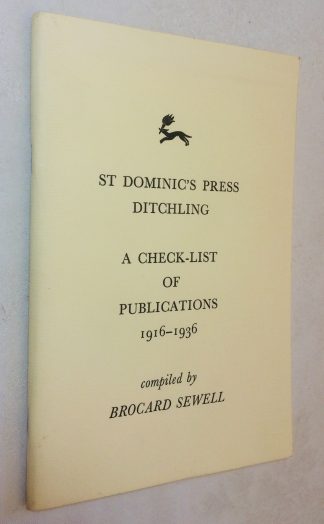 ST DOMINIC'S PRESS
DITCHLING
A CHECK-LIST
OF
PUBLICATIONS
1916–1936
compiled by
BROCARD SEWELL